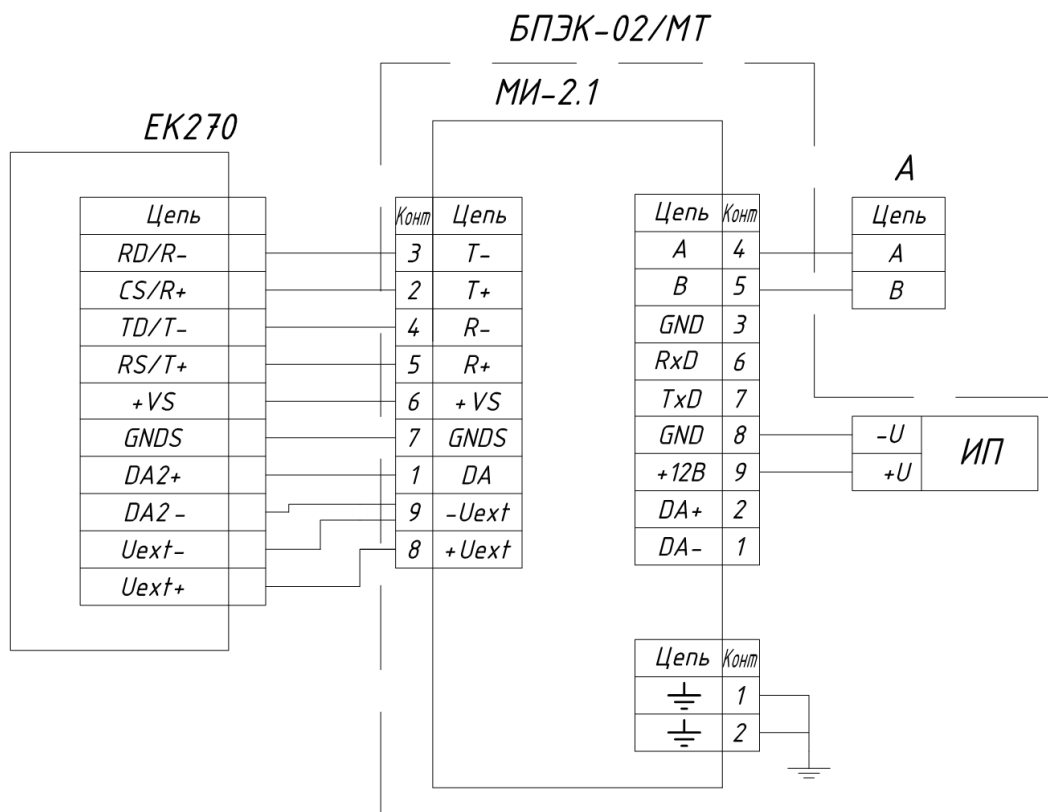 БПЭК-02/МТ
МИ-2.1
ЕК270
А
Цепь
RD/R-
CS/R+
TD/T-
RS/T+
+VS
GNDS
DA2+
DA2-
Uext-
Uext+
Конт Цепь
3 T-
2 T+
4 R-
5 R+
6 +VS
7 GNDS
1 DA
9 -Uext
8 +Uext
Цепь Конт
A 4
B 5
GND 3
RxD 6
TxD 7
GND 8
+12В 9
DA+ 2
DA- 1
Цепь
A
B
-U
+U
ИП
Цепь Конт
1
2